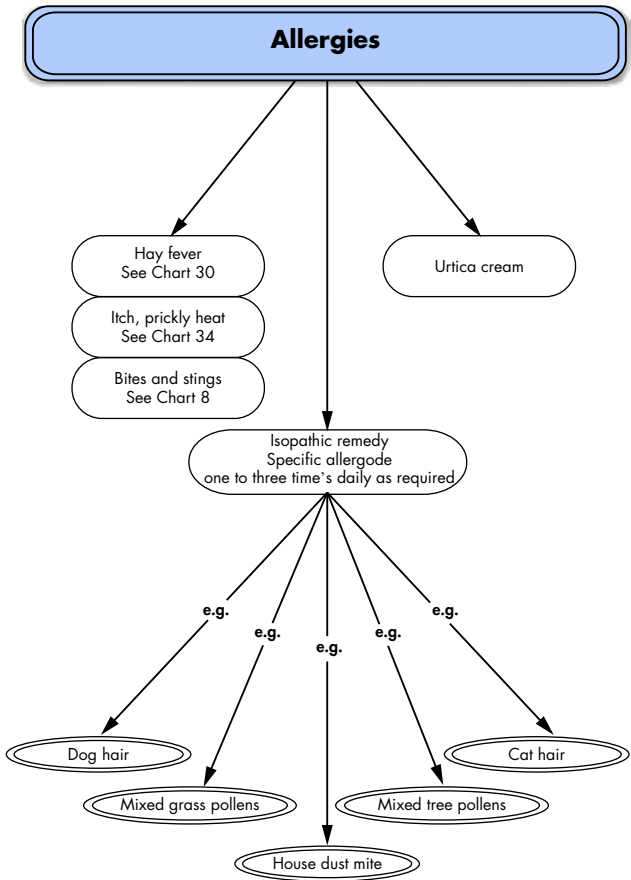 Allergies
Hay fever
See Chart 30
Urtica cream
Itch, prickly heat
See Chart 34
Bites and stings
See Chart 8
Isopathic remedy
Specific allergode
one to three time's daily as required
e.g.
e.g.
e.g.
e.g.
e.g.
Dog hair
Cat hair
Mixed grass pollens
Mixed tree pollens
House dust mite